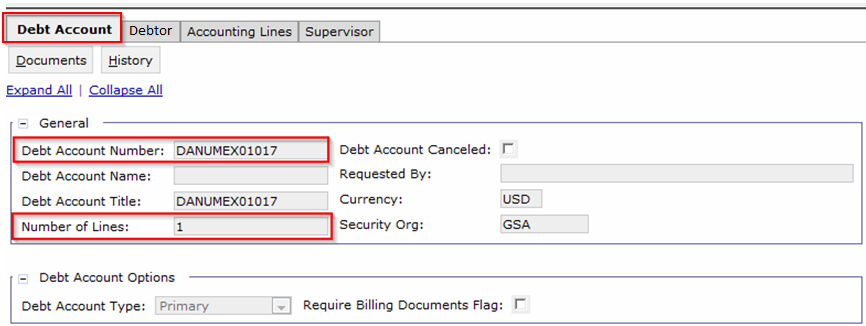 Debt Account Debtor Accounting Lines Supervisor
Documents History
Expand All | Collapse All
General
Debt Account Number: DANUMEX01017 Debt Account Canceled:
Debt Account Name: Requested By:
Debt Account Title: DANUMEX01017 Currency: USD
Number of Lines: 1 Security Org: GSA
Debt Account Options
Debt Account Type: Primary Require Billing Documents Flag: